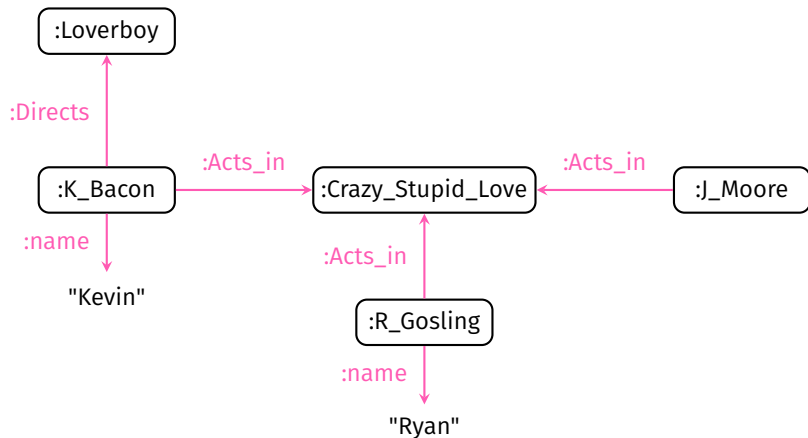 :Loverboy
:Directs
:Acts_in
:Acts_in
:K_Bacon
:Crazy_Stupid_Love
:J_Moore
:name
:Acts_in
"Kevin"
:R_Gosling
:name
"Ryan"